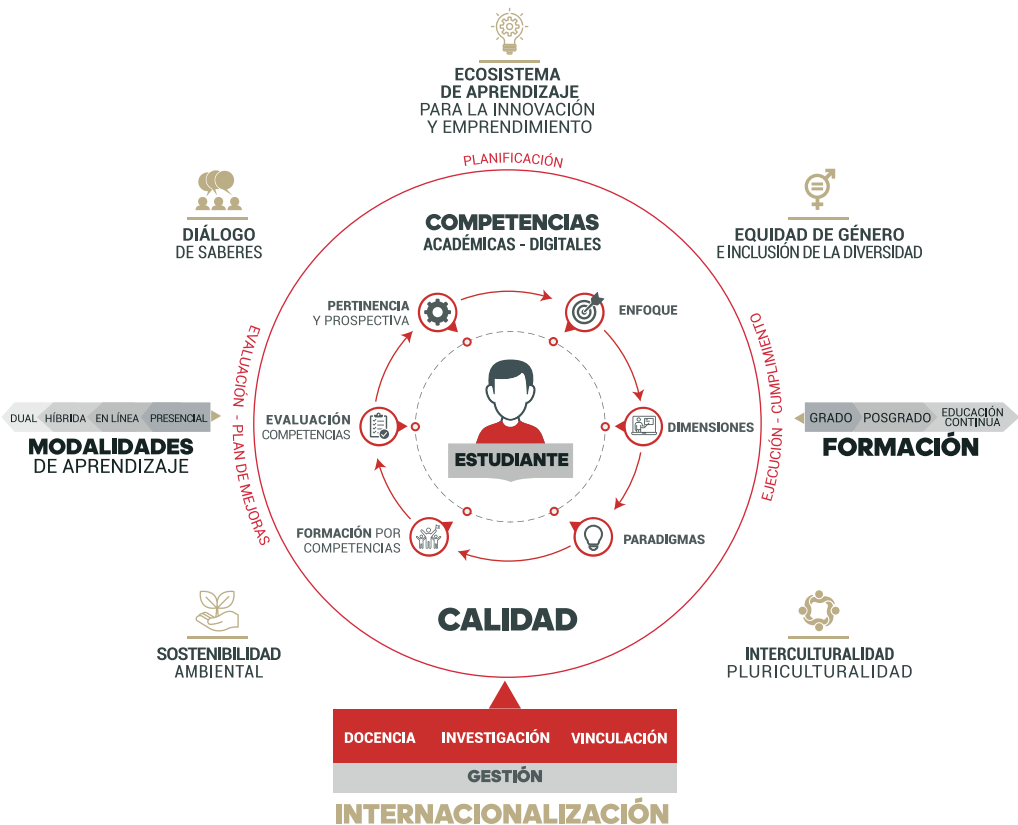 ECOSISTEMA
DE APRENDIZAJE
PARA LA INNOVACIÓN
Y EMPRENDIMIENTO
PLANIFICACIÓN
DIÁLOGO
DE SABERES
COMPETENCIAS
ACADÉMICAS - DIGITALES
EQUIDAD DE GÉNERO
E INCLUSIÓN DE LA DIVERSIDAD
PERTINENCIA
Y PROSPECTIVA
ENFOQUE
EVALUACIÓN - PLAN DE MEJORAS
EJECUCIÓN - CUMPLIMIENTO
DUAL HÍBRIDA EN LÍNEA PRESENCIAL
MODALIDADES
DE APRENDIZAJE
EVALUACIÓN
COMPETENCIAS
ESTUDIANTE
DIMENSIONES
GRADO POSGRADO EDUCACIÓN
CONTINUA
FORMACIÓN
FORMACIÓN POR
COMPETENCIAS
PARADIGMAS
CALIDAD
SOSTENIBILIDAD
AMBIENTAL
INTERCULTURALIDAD
PLURICULTURALIDAD
DOCENCIA INVESTIGACIÓN VINCULACIÓN
GESTIÓN
INTERNACIONALIZACIÓN